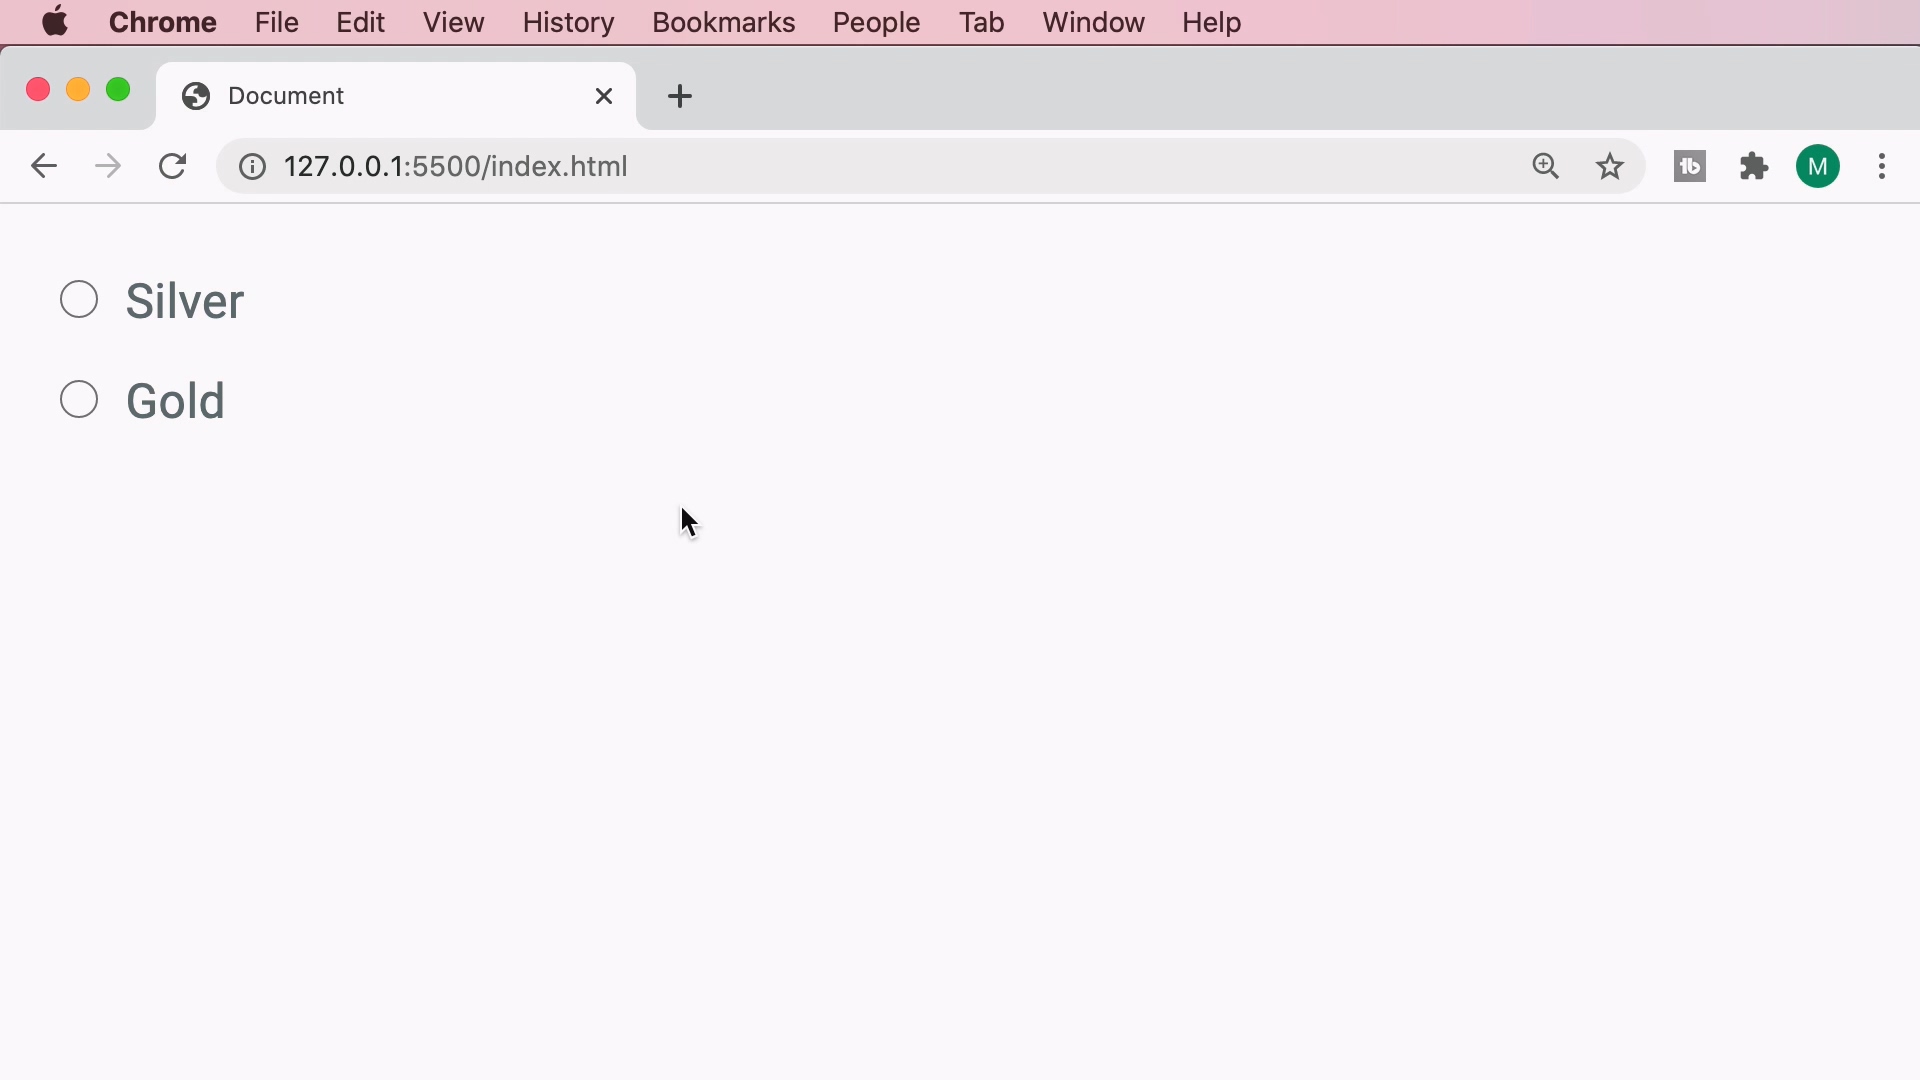 Chrome File Edit View History Bookmarks People Tab Window Help
Document
127.0.0.1:5500/index.html
M
Silver
Gold